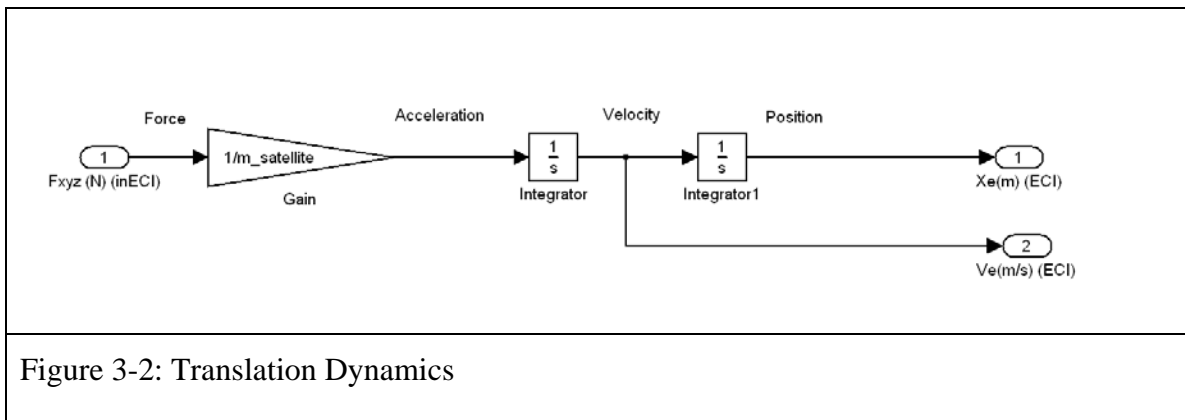 Force
Acceleration
Velocity
Position
1
Fxyz (N) (inECI)
1/m_satellite
Gain
1
s
Integrator
1
s
Integrator1
1
Xe(m) (ECI)
2
Ve(m/s) (ECI)
Figure 3-2: Translation Dynamics